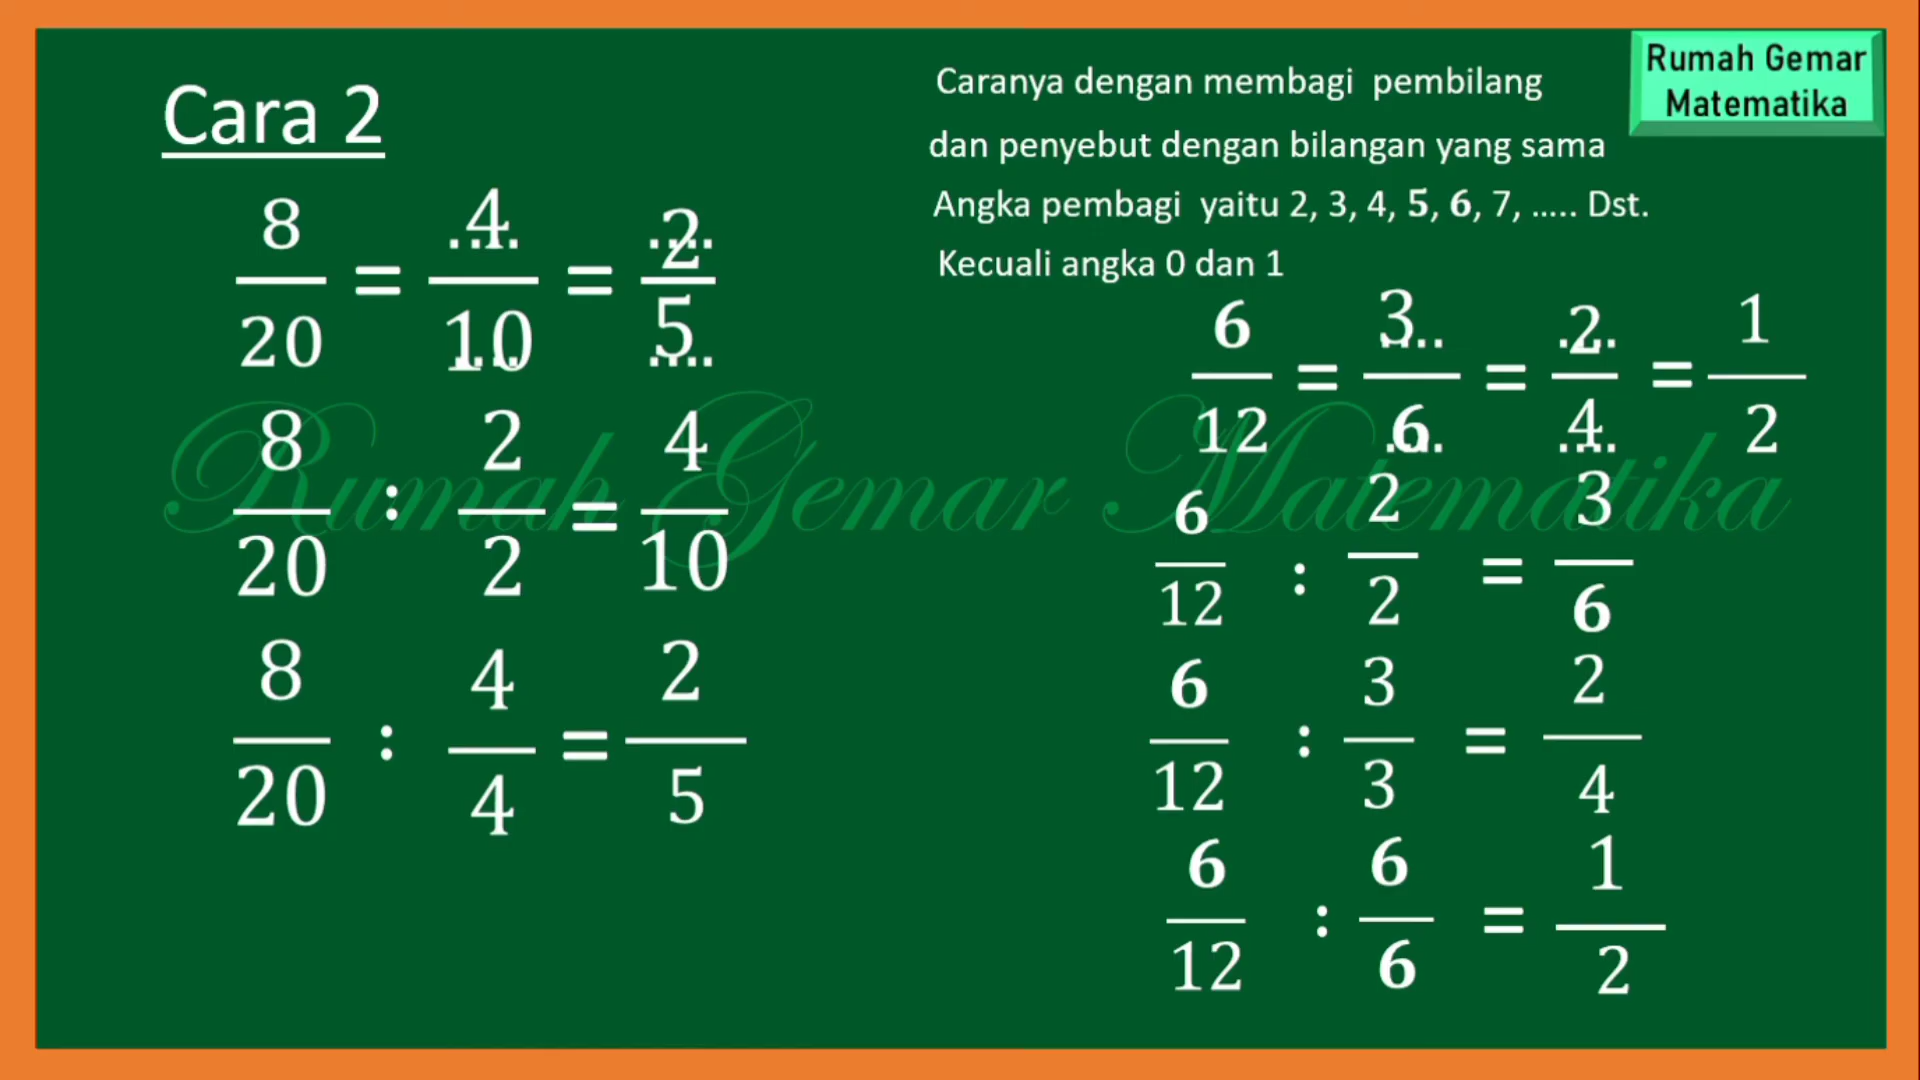 Rumah Gemar
Matematika
Cara 2
Caranya dengan membagi pembilang
dan penyebut dengan bilangan yang sama
Angka pembagi yaitu 2, 3, 4, 5, 6, 7, ..... Dst.
Kecuali angka 0 dan 1
8/20 = 4/10 = 2/5
8/20 : 2/2 = 4/10
8/20 : 4/4 = 2/5
6/12 = 3/6 = 2/4 = 1/2
6/12 : 2/2 = 3/6
6/12 : 3/3 = 2/4
6/12 : 6/6 = 1/2
Rumah Gemar Matematika